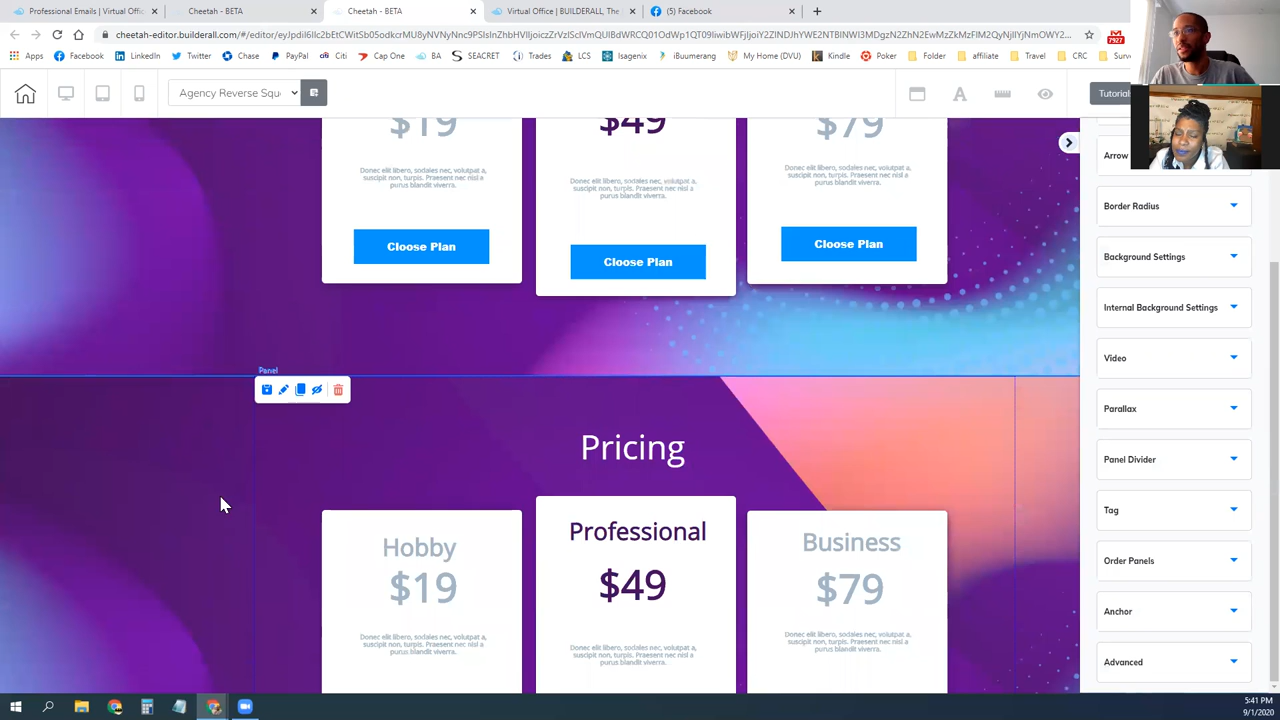 Professional Emails | Virtual Offic
Cheetah - BETA
Cheetah - BETA
Virtual Office | BUILDERALL, The
(5) Facebook
Apps
Facebook
LinkedIn
Twitter
PayPal
Citi
Cap One
BA
SEACRET
Trading
LCS
Isagenix
iBuumerang
My Home (DVU)
Kindle
Poker
Folder
affiliate
Travel
CRC
7927
Agency Reverse Squ
Tutorial
$19
$49
$79
Donec elit libero, sodales nec, volutpat a,
suscipit non, turpis. Praesent nec nisl a
purus blandit viverra.
Donec elit libero, sodales nec, volutpat a,
suscipit non, turpis. Praesent nec nisl a
purus blandit viverra.
Donec elit libero, sodales nec, volutpat a,
suscipit non, turpis. Praesent nec nisl a
purus blandit viverra.
Cloose Plan
Cloose Plan
Cloose Plan
Panel
Pricing
Hobby
$19
Professional
$49
Business
$79
Donec elit libero, sodales nec, volutpat a,
suscipit non, turpis. Praesent nec nisl a
purus blandit viverra.
Donec elit libero, sodales nec, volutpat a,
suscipit non, turpis. Praesent nec nisl a
purus blandit viverra.
Donec elit libero, sodales nec, volutpat a,
suscipit non, turpis. Praesent nec nisl a
purus blandit viverra.
Arrow
Border Radius
Background Settings
Internal Background Settings
Video
Parallax
Panel Divider
Tag
Order Panels
Anchor
Advanced
5:41 PM
9/1/2020